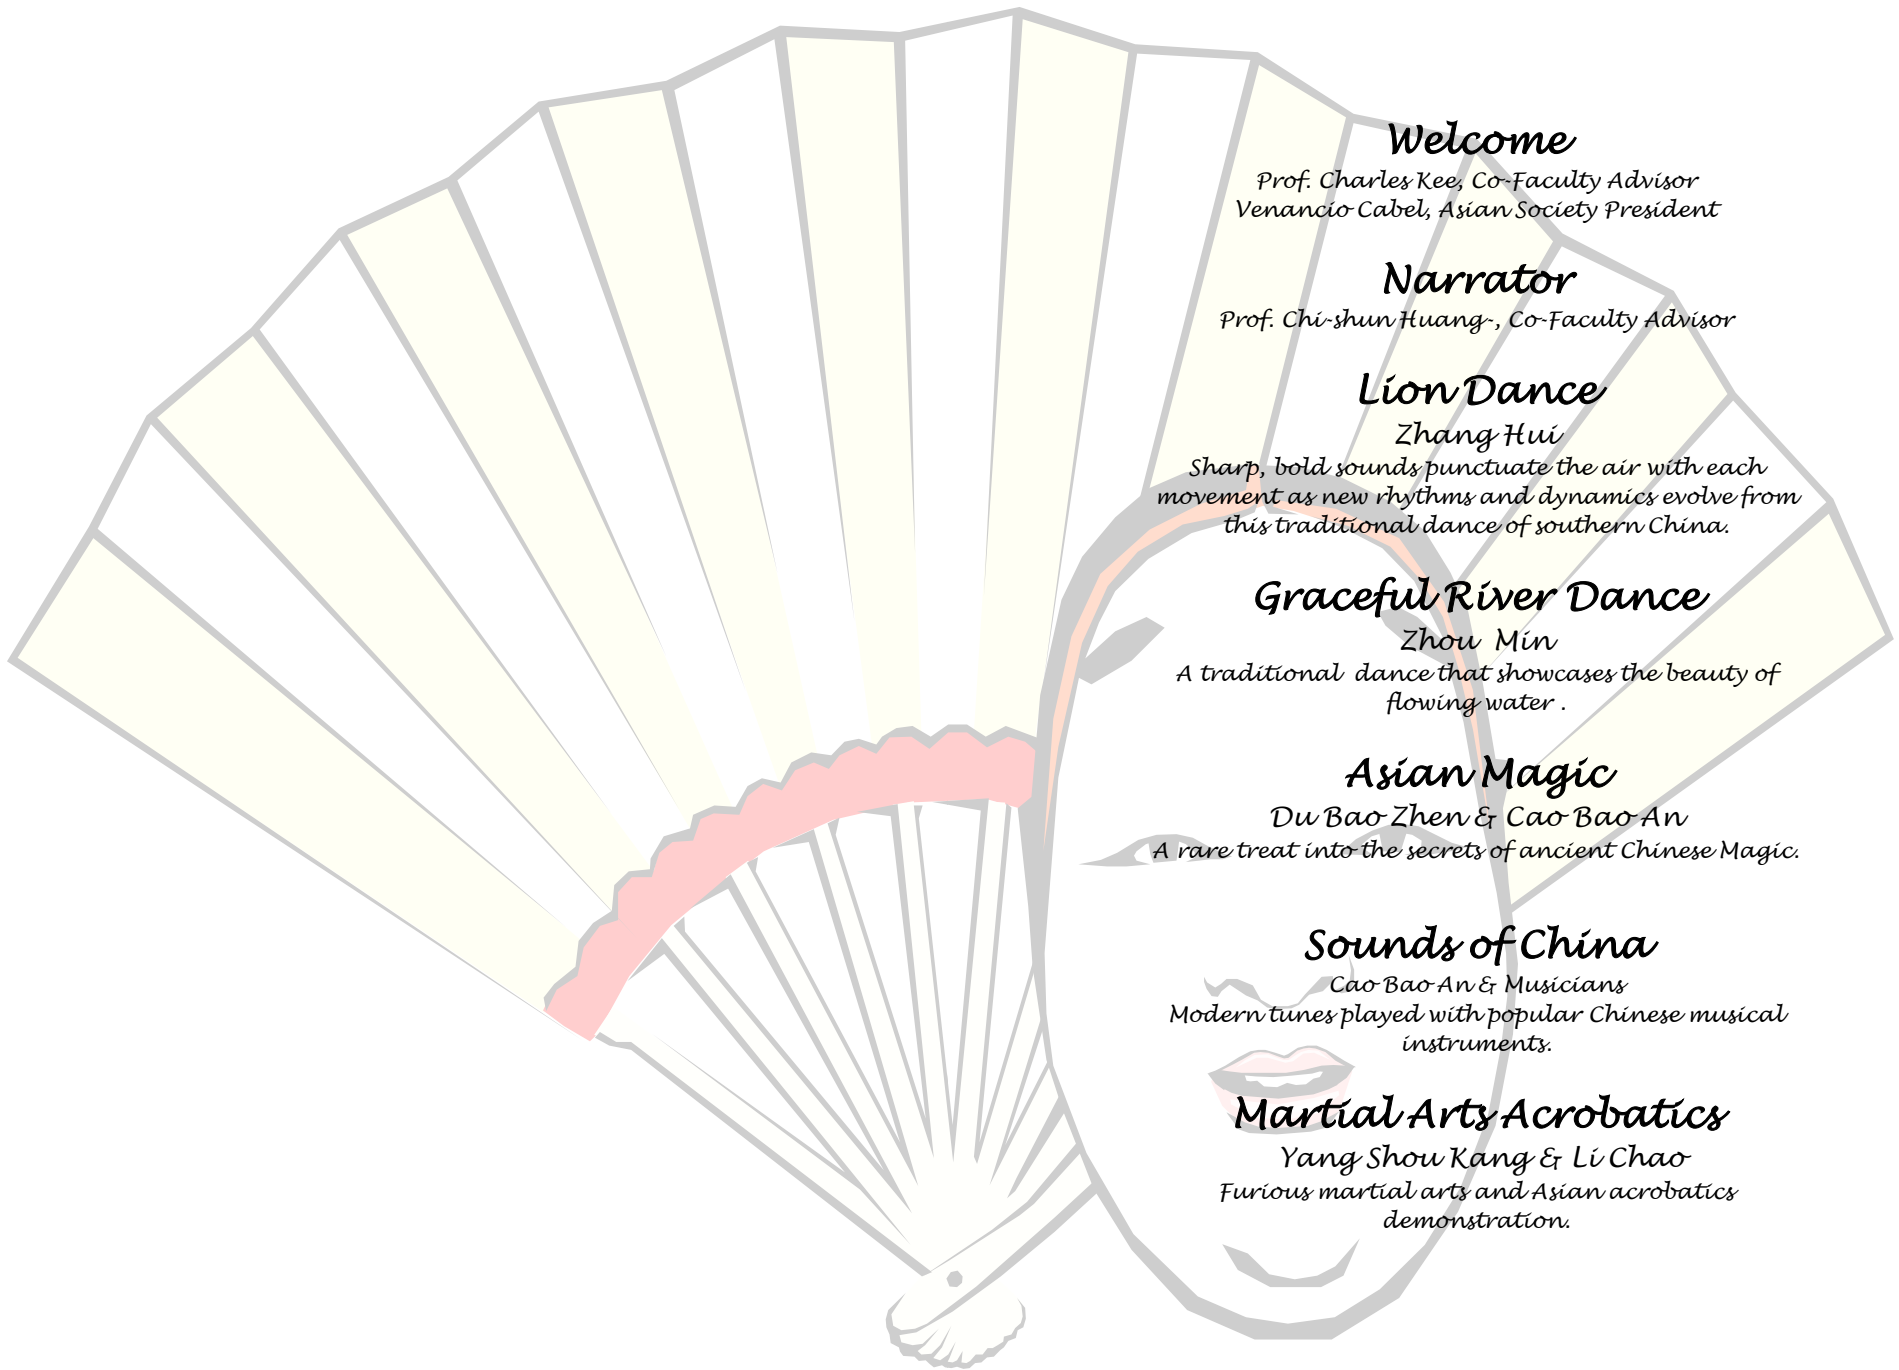 Welcome
Prof. Charles Kee, Co-Faculty Advisor
Venancio Cabel, Asian Society President
Narrator
Prof. Chi-shun Huang-, Co-Faculty Advisor
Lion Dance
Zhang Hui
Sharp, bold sounds punctuate the air with each
movement as new rhythms and dynamics evolve from
this traditional dance of southern China.
Graceful River Dance
Zhou Min
A traditional dance that showcases the beauty of
flowing water .
Asian Magic
Du Bao Zhen & Cao Bao An
A rare treat into the secrets of ancient Chinese Magic.
Sounds of China
Cao Bao An & Musicians
Modern tunes played with popular Chinese musical
instruments.
Martial Arts Acrobatics
Yang Shou Kang & Li Chao
Furious martial arts and Asian acrobatics
demonstration.